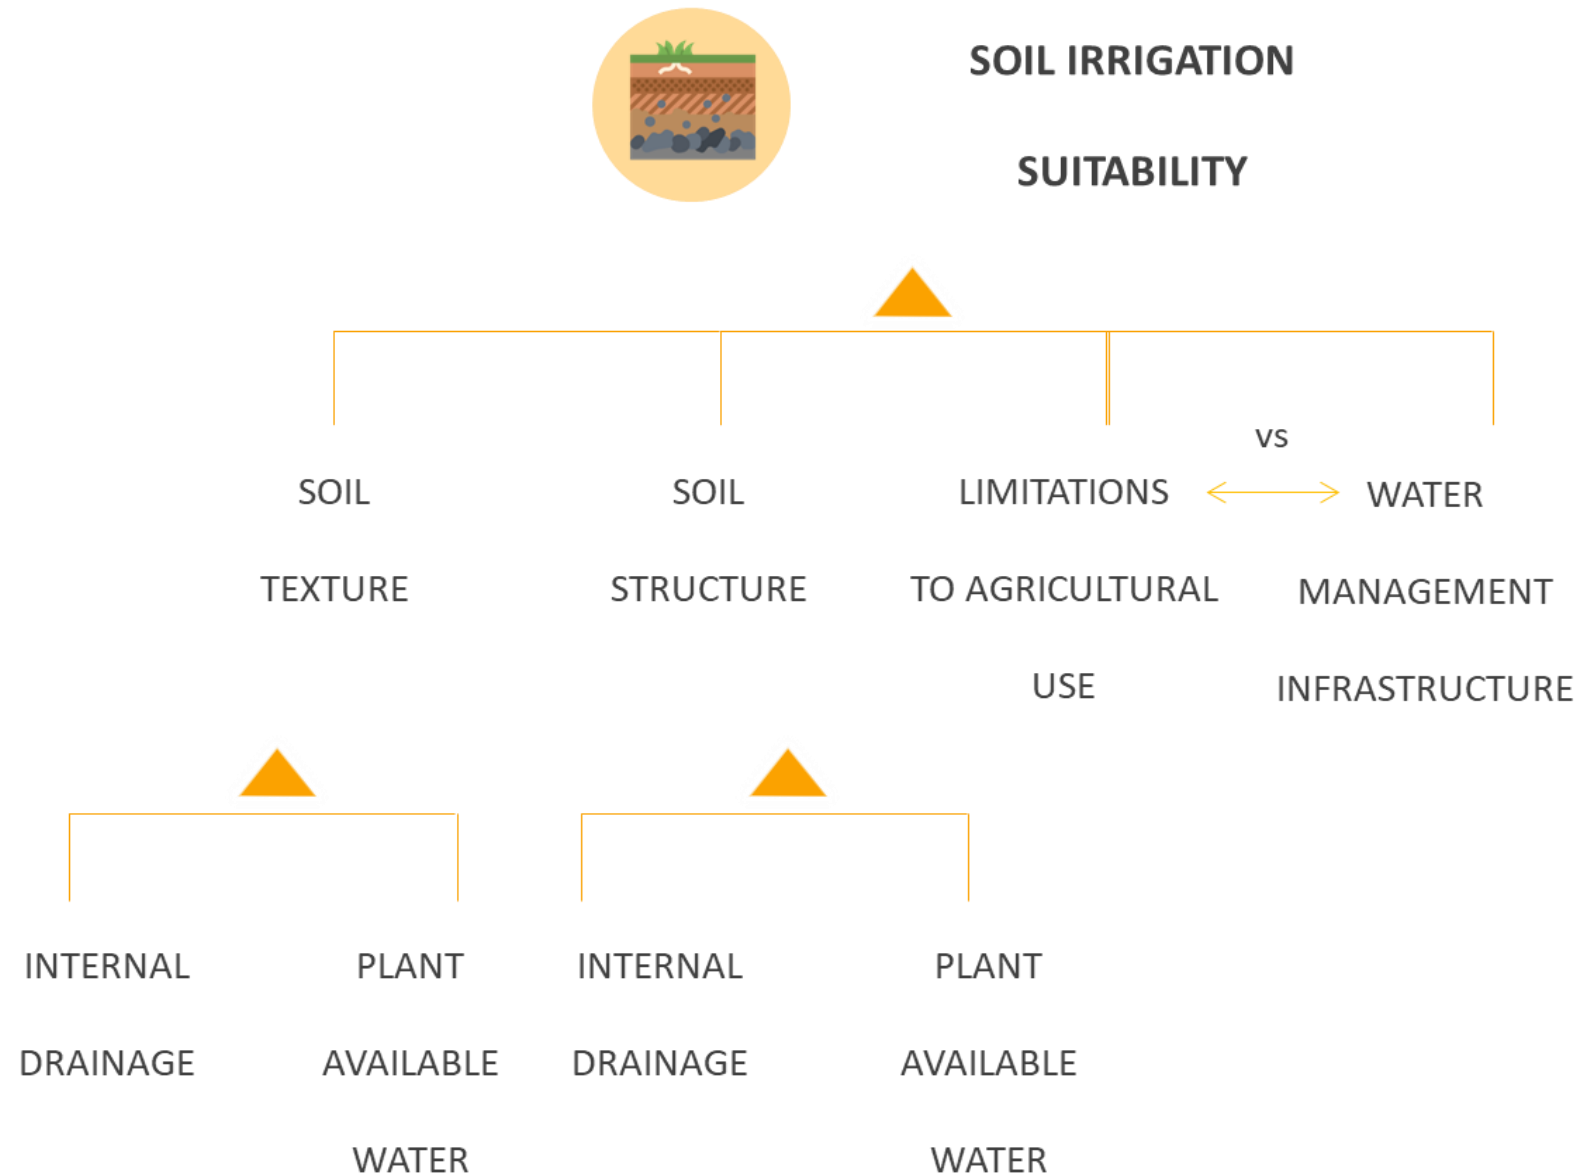 SOIL IRRIGATION
SUITABILITY
SOIL
TEXTURE
SOIL
STRUCTURE
LIMITATIONS
TO AGRICULTURAL
USE
vs
WATER
MANAGEMENT
INFRASTRUCTURE
INTERNAL
DRAINAGE
PLANT
AVAILABLE
WATER
INTERNAL
DRAINAGE
PLANT
AVAILABLE
WATER